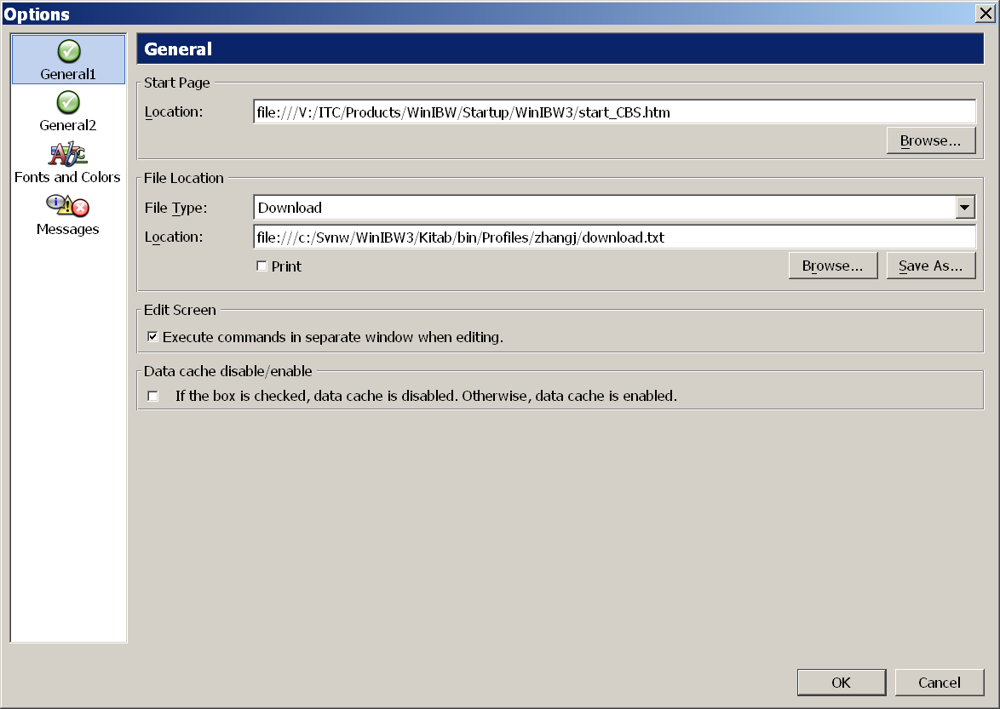 Options
General1
General2
Fonts and Colors
Messages
General
Start Page
Location: file:///V:/ITC/Products/WinIBW/Startup/WinIBW3/start_CBS.htm
Browse...
File Location
File Type: Download
Location: file:///c:/Svnw/WinIBW3/Kitab/bin/Profiles/zhangj/download.txt
Print Browse... Save As...
Edit Screen
Execute commands in separate window when editing.
Data cache disable/enable
If the box is checked, data cache is disabled. Otherwise, data cache is enabled.
OK Cancel